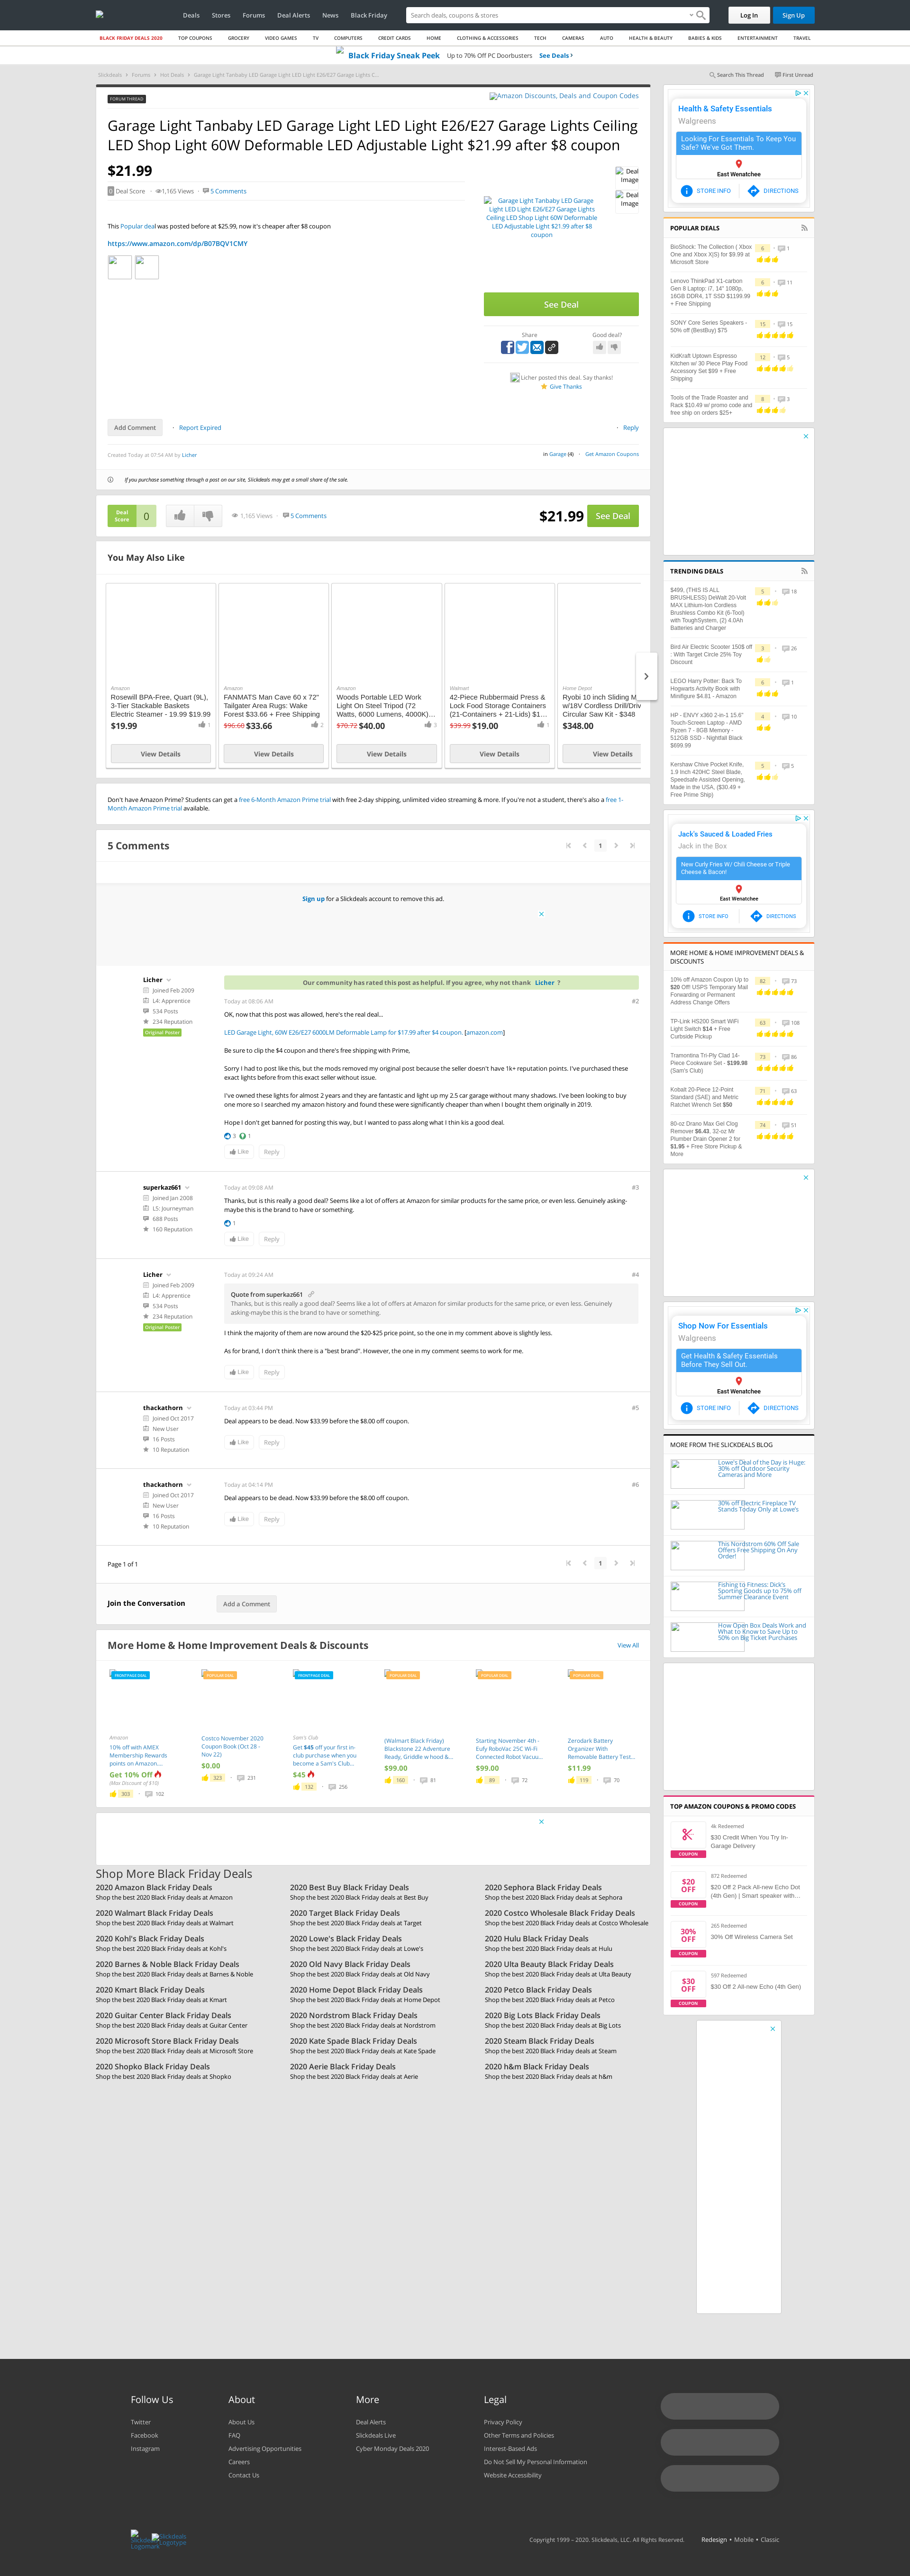 Deals Stores Forums Deal Alerts News Black Friday
Search deals, coupons & stores
Log In Sign Up
BLACK FRIDAY DEALS 2020 TOP COUPONS GROCERY VIDEO GAMES TV COMPUTERS CREDIT CARDS HOME CLOTHING & ACCESSORIES TECH CAMERAS AUTO HEALTH & BEAUTY BABIES & KIDS ENTERTAINMENT TRAVEL
Black Friday Sneak Peek Up to 70% Off PC Doorbusters See Deals
Slickdeals Forums Hot Deals Garage Light Tanbaby LED Garage Light LED Light E26/E27 Garage Lights C...
Search This Thread First Unread
FORUM THREAD
Amazon Discounts, Deals and Coupon Codes
Garage Light Tanbaby LED Garage Light LED Light E26/E27 Garage Lights Ceiling
LED Shop Light 60W Deformable LED Adjustable Light $21.99 after $8 coupon
$21.99
0 Deal Score 1,165 Views 5 Comments
This Popular deal was posted before at $25.99, now it's cheaper after $8 coupon
https://www.amazon.com/dp/B07BQV1CMY
Garage Light Tanbaby LED Garage
Light LED Light E26/E27 Garage Lights
Ceiling LED Shop Light 60W Deformable
LED Adjustable Light $21.99 after $8
coupon
Deal
Image
Deal
Image
See Deal
Share Good deal?
Licher posted this deal. Say thanks!
Give Thanks
Add Comment Report Expired Reply
Created Today at 07:54 AM by Licher
in Garage (4) Get Amazon Coupons
If you purchase something through a post on our site, Slickdeals may get a small share of the sale.
Deal
Score 0
1,165 Views 5 Comments
$21.99 See Deal
You May Also Like
Amazon
Rosewill BPA-Free, Quart (9L),
3-Tier Stackable Baskets
Electric Steamer - 19.99 $19.99
$19.99 1
View Details
Amazon
FANMATS Man Cave 60 x 72"
Tailgater Area Rugs: Wake
Forest $33.66 + Free Shipping
$96.60 $33.66 2
View Details
Amazon
Woods Portable LED Work
Light On Steel Tripod (72
Watts, 6000 Lumens, 4000K)…
$70.72 $40.00 3
View Details
Walmart
42-Piece Rubbermaid Press &
Lock Food Storage Containers
(21-Containers + 21-Lids) $1…
$39.99 $19.00 1
View Details
Home Depot
Ryobi 10 inch Sliding M
w/18V Cordless Drill/Driv
Circular Saw Kit - $348
$348.00
View Details
Don't have Amazon Prime? Students can get a free 6-Month Amazon Prime trial with free 2-day shipping, unlimited video streaming & more. If you're not a student, there's also a free 1-
Month Amazon Prime trial available.
5 Comments
1
Sign up for a Slickdeals account to remove this ad.
Licher
Joined Feb 2009
L4: Apprentice
534 Posts
234 Reputation
Original Poster
Our community has rated this post as helpful. If you agree, why not thank Licher ?
Today at 08:06 AM #2
OK, now that this post was allowed, here's the real deal...
LED Garage Light, 60W E26/E27 6000LM Deformable Lamp for $17.99 after $4 coupon. [amazon.com]
Be sure to clip the $4 coupon and there's free shipping with Prime,
Sorry I had to post like this, but the mods removed my original post because the seller doesn't have 1k+ reputation points. I've purchased these
exact lights before from this exact seller without issue.
I've owned these lights for almost 2 years and they are fantastic and light up my 2.5 car garage without many shadows. I've been looking to buy
one more so I searched my amazon history and found these were significantly cheaper than when I bought them originally in 2019.
Hope I don't get banned for posting this way, but I wanted to pass along what I think is a good deal.
3 1
Like Reply
superkaz661
Joined Jan 2008
L5: Journeyman
688 Posts
160 Reputation
Today at 09:08 AM #3
Thanks, but is this really a good deal? Seems like a lot of offers at Amazon for similar products for the same price, or even less. Genuinely asking-
maybe this is the brand to have or something.
1
Like Reply
Licher
Joined Feb 2009
L4: Apprentice
534 Posts
234 Reputation
Original Poster
Today at 09:24 AM #4
Quote from superkaz661
Thanks, but is this really a good deal? Seems like a lot of offers at Amazon for similar products for the same price, or even less. Genuinely
asking-maybe this is the brand to have or something.
I think the majority of them are now around the $20-$25 price point, so the one in my comment above is slightly less.
As for brand, I don't think there is a "best brand". However, the one in my comment seems to work for me.
Like Reply
thackathorn
Joined Oct 2017
New User
16 Posts
10 Reputation
Today at 03:44 PM #5
Deal appears to be dead. Now $33.99 before the $8.00 off coupon.
Like Reply
thackathorn
Joined Oct 2017
New User
16 Posts
10 Reputation
Today at 04:14 PM #6
Deal appears to be dead. Now $33.99 before the $8.00 off coupon.
Like Reply
Page 1 of 1
1
Join the Conversation Add a Comment
More Home & Home Improvement Deals & Discounts View All
FRONTPAGE DEAL
Amazon
10% off with AMEX
Membership Rewards
points on Amazon....
Get 10% Off
(Max Discount of $10)
303 102
POPULAR DEAL
Costco November 2020
Coupon Book (Oct 28 -
Nov 22)
$0.00
323 231
FRONTPAGE DEAL
Sam's Club
Get $45 off your first in-
club purchase when you
become a Sam's Club...
$45
132 256
POPULAR DEAL
(Walmart Black Friday)
Blackstone 22 Adventure
Ready, Griddle w hood &...
$99.00
160 81
POPULAR DEAL
Starting November 4th -
Eufy RoboVac 25C Wi-Fi
Connected Robot Vacuu...
$99.00
89 72
POPULAR DEAL
Zerodark Battery
Organizer With
Removable Battery Test...
$11.99
119 70
Shop More Black Friday Deals
2020 Amazon Black Friday Deals
Shop the best 2020 Black Friday deals at Amazon
2020 Best Buy Black Friday Deals
Shop the best 2020 Black Friday deals at Best Buy
2020 Sephora Black Friday Deals
Shop the best 2020 Black Friday deals at Sephora
2020 Walmart Black Friday Deals
Shop the best 2020 Black Friday deals at Walmart
2020 Target Black Friday Deals
Shop the best 2020 Black Friday deals at Target
2020 Costco Wholesale Black Friday Deals
Shop the best 2020 Black Friday deals at Costco Wholesale
2020 Kohl's Black Friday Deals
Shop the best 2020 Black Friday deals at Kohl's
2020 Lowe's Black Friday Deals
Shop the best 2020 Black Friday deals at Lowe's
2020 Hulu Black Friday Deals
Shop the best 2020 Black Friday deals at Hulu
2020 Barnes & Noble Black Friday Deals
Shop the best 2020 Black Friday deals at Barnes & Noble
2020 Old Navy Black Friday Deals
Shop the best 2020 Black Friday deals at Old Navy
2020 Ulta Beauty Black Friday Deals
Shop the best 2020 Black Friday deals at Ulta Beauty
2020 Kmart Black Friday Deals
Shop the best 2020 Black Friday deals at Kmart
2020 Home Depot Black Friday Deals
Shop the best 2020 Black Friday deals at Home Depot
2020 Petco Black Friday Deals
Shop the best 2020 Black Friday deals at Petco
2020 Guitar Center Black Friday Deals
Shop the best 2020 Black Friday deals at Guitar Center
2020 Nordstrom Black Friday Deals
Shop the best 2020 Black Friday deals at Nordstrom
2020 Big Lots Black Friday Deals
Shop the best 2020 Black Friday deals at Big Lots
2020 Microsoft Store Black Friday Deals
Shop the best 2020 Black Friday deals at Microsoft Store
2020 Kate Spade Black Friday Deals
Shop the best 2020 Black Friday deals at Kate Spade
2020 Steam Black Friday Deals
Shop the best 2020 Black Friday deals at Steam
2020 Shopko Black Friday Deals
Shop the best 2020 Black Friday deals at Shopko
2020 Aerie Black Friday Deals
Shop the best 2020 Black Friday deals at Aerie
2020 h&m Black Friday Deals
Shop the best 2020 Black Friday deals at h&m
Health & Safety Essentials
Walgreens
Looking For Essentials To Keep You
Safe? We've Got Them.
East Wenatchee
STORE INFO DIRECTIONS
POPULAR DEALS
BioShock: The Collection ( Xbox
One and Xbox X|S) for $9.99 at
Microsoft Store
6 1
Lenovo ThinkPad X1-carbon
Gen 8 Laptop: i7, 14" 1080p,
16GB DDR4, 1T SSD $1199.99
+ Free Shipping
6 11
SONY Core Series Speakers -
50% off (BestBuy) $75
15 15
KidKraft Uptown Espresso
Kitchen w/ 30 Piece Play Food
Accessory Set $99 + Free
Shipping
12 5
Tools of the Trade Roaster and
Rack $10.49 w/ promo code and
free ship on orders $25+
8 3
TRENDING DEALS
$499, (THIS IS ALL
BRUSHLESS) DeWalt 20-Volt
MAX Lithium-Ion Cordless
Brushless Combo Kit (6-Tool)
with ToughSystem, (2) 4.0Ah
Batteries and Charger
5 18
Bird Air Electric Scooter 150$ off
: With Target Circle 25% Toy
Discount
3 26
LEGO Harry Potter: Back To
Hogwarts Activity Book with
Minifigure $4.81 - Amazon
6 1
HP - ENVY x360 2-in-1 15.6"
Touch-Screen Laptop - AMD
Ryzen 7 - 8GB Memory -
512GB SSD - Nightfall Black
$699.99
4 10
Kershaw Chive Pocket Knife,
1.9 Inch 420HC Steel Blade,
Speedsafe Assisted Opening,
Made in the USA, ($30.49 +
Free Prime Ship)
5 5
Jack's Sauced & Loaded Fries
Jack in the Box
New Curly Fries W/ Chili Cheese or Triple
Cheese & Bacon!
East Wenatchee
STORE INFO DIRECTIONS
MORE HOME & HOME IMPROVEMENT DEALS &
DISCOUNTS
10% off Amazon Coupon Up to
$20 Off! USPS Temporary Mail
Forwarding or Permanent
Address Change Offers
82 73
TP-Link HS200 Smart WiFi
Light Switch $14 + Free
Curbside Pickup
63 108
Tramontina Tri-Ply Clad 14-
Piece Cookware Set - $199.98
(Sam's Club)
73 86
Kobalt 20-Piece 12-Point
Standard (SAE) and Metric
Ratchet Wrench Set $50
71 63
80-oz Drano Max Gel Clog
Remover $6.43, 32-oz Mr
Plumber Drain Opener 2 for
$1.95 + Free Store Pickup &
More
74 51
Shop Now For Essentials
Walgreens
Get Health & Safety Essentials
Before They Sell Out.
East Wenatchee
STORE INFO DIRECTIONS
MORE FROM THE SLICKDEALS BLOG
Lowe's Deal of the Day is Huge:
30% off Outdoor Security
Cameras and More
30% off Electric Fireplace TV
Stands Today Only at Lowe's
This Nordstrom 60% Off Sale
Offers Free Shipping On Any
Order!
Fishing to Fitness: Dick's
Sporting Goods up to 75% off
Summer Clearance Event
How Open Box Deals Work and
What to Know to Save Up to
50% on Big Ticket Purchases
TOP AMAZON COUPONS & PROMO CODES
COUPON
4k Redeemed
$30 Credit When You Try In-
Garage Delivery
$20
OFF
COUPON
872 Redeemed
$20 Off 2 Pack All-new Echo Dot
(4th Gen) | Smart speaker with…
30%
OFF
COUPON
265 Redeemed
30% Off Wireless Camera Set
$30
OFF
COUPON
597 Redeemed
$30 Off 2 All-new Echo (4th Gen)
Follow Us
Twitter
Facebook
Instagram
About
About Us
FAQ
Advertising Opportunities
Careers
Contact Us
More
Deal Alerts
Slickdeals Live
Cyber Monday Deals 2020
Legal
Privacy Policy
Other Terms and Policies
Interest-Based Ads
Do Not Sell My Personal Information
Website Accessibility
Slickdeals Logotype
Copyright 1999 – 2020. Slickdeals, LLC. All Rights Reserved. Redesign • Mobile • Classic